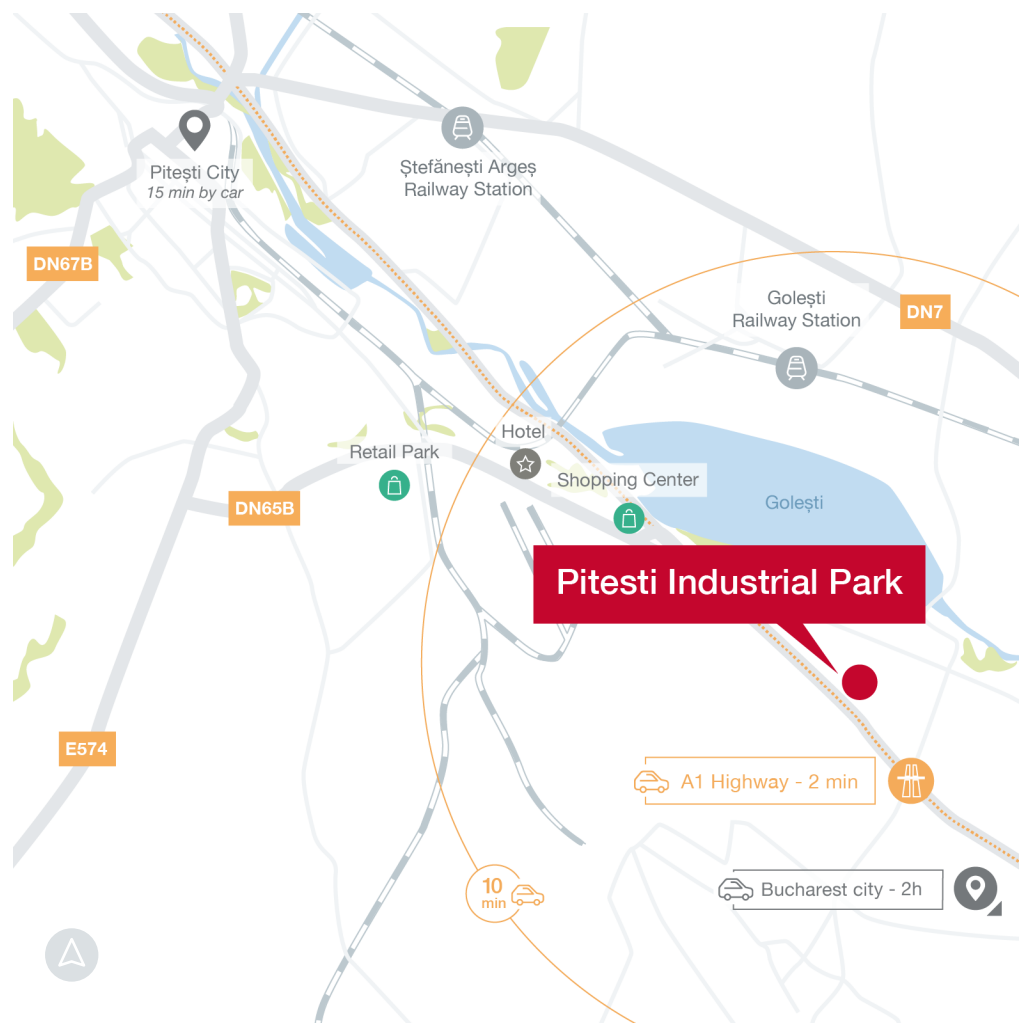 Pitești City
15 min by car
Ștefănești Argeș
Railway Station
DN67B
Golești
Railway Station
DN7
Hotel
Retail Park
Shopping Center
DN65B
Golești
Pitesti Industrial Park
E574
A1 Highway - 2 min
10
min
Bucharest city - 2h